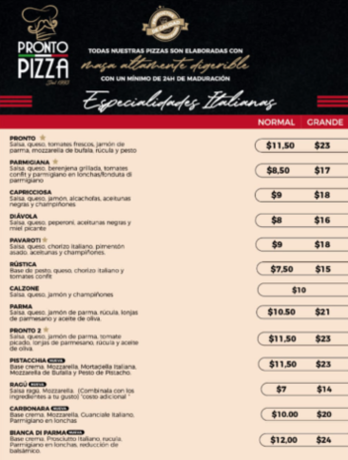 PRONTO
PIZZA
TODAS NUESTRAS PIZZAS SON ELABORADAS CON
masa altamente digerible
CON UN MÍNIMO DE 24H DE MADURACIÓN
Especialidades Italianas
NORMAL GRANDE
PRONTO
Salsa, queso, tomates frescos, jamón de
parma, mozzarella de bufala, rúcula y pesto
$11,50 $23
PARMIGIANA
Salsa, queso, berenjena grillada, tomates
confit y parmigiano en lonchas/fonduta di
parmigiano
$8,50 $17
CAPRICCIOSA
Salsa, queso, jamón, alcachofas, aceitunas
negras y champiñones
$9 $18
DIÁVOLA
Salsa, queso, peperoni, aceitunas negras y
miel picante
$8 $16
PAVAROTI
Salsa, queso, chorizo italiano, pimensón
asado, aceitunas y champiñones.
$9 $18
RÚSTICA
Base de pesto, queso, chorizo italiano y
tomates confit
$7,50 $15
CALZONE
Salsa, queso, jamón y champiñones
$10
PARMA
Salsa, queso, jamón de parma, rúcula, lonjas
de parmesano y aceite de oliva.
$10.50 $21
PRONTO 2
Salsa, queso, jamón de parma, tomate
picado, lonjas de parmesano, rúcula y aceite
de oliva.
$11,50 $23
PISTACCHIA NUEVA
Base crema, Mozzarella, Mortadella Italiana,
Mozzarella de Bufalla y Pesto de Pistacho.
$11,50 $23
RAGÚ NUEVA
Salsa ragú, Mozzarella. (Combinala con los
ingredientes a tu gusto) *costo adicional *
$7 $14
CARBONARA NUEVA
Base crema, Mozzarella, Guanciale Italiano,
Parmigiano en lonchas
$10.00 $20
BIANCA DI PARMA NUEVA
Base crema, Prosciutto Italiano, rucula,
Parmigiano en lonchas, reducción de
balsámico.
$12,00 $24